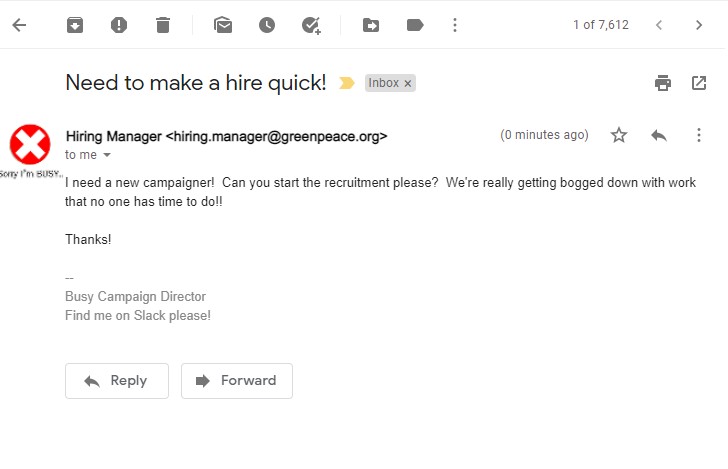 1 of 7,612
Need to make a hire quick! Inbox ×
Hiring Manager <hiring.manager@greenpeace.org> (0 minutes ago)
to me
Sorry I"m BUSY..
I need a new campaigner!  Can you start the recruitment please?  We're really getting bogged down with work
that no one has time to do!!
Thanks!
--
Busy Campaign Director
Find me on Slack please!
Reply Forward